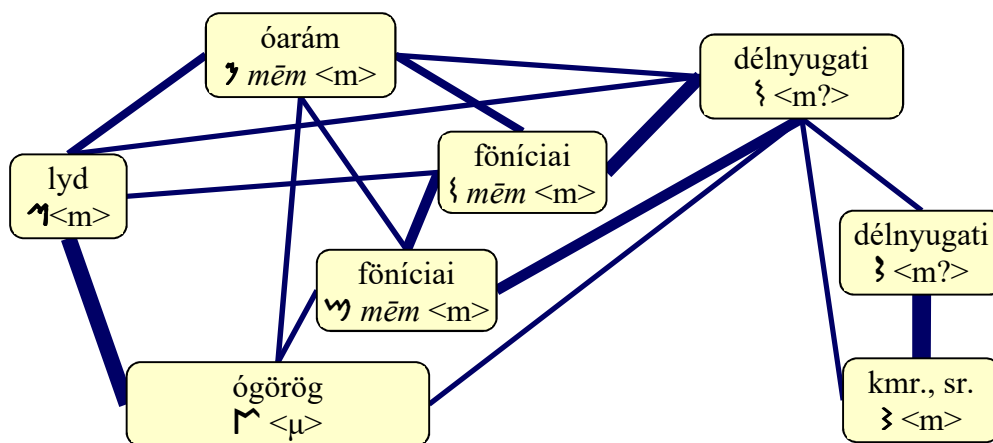 óarám
𐤌 mēm <m>
délnyugati
<m?>
föníciai
mēm <m>
lyd
<m>
föníciai
mēm <m>
délnyugati
<m?>
ógörög
<μ>
kmr., sr.
<m>